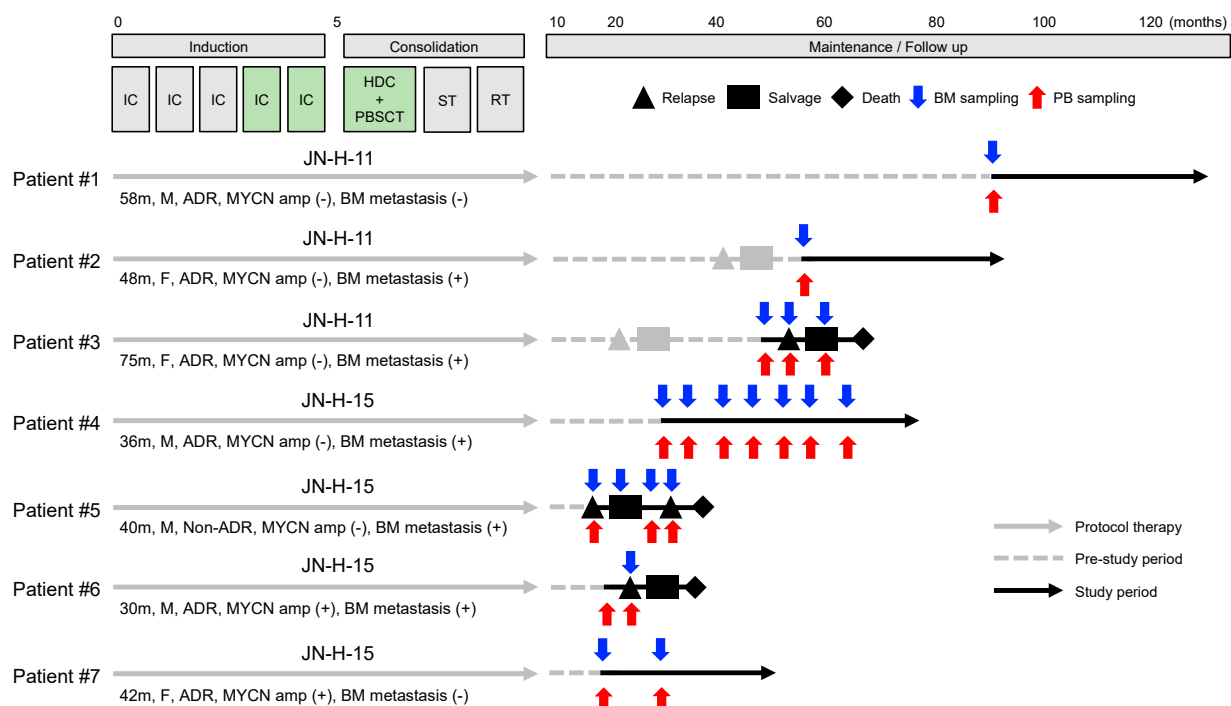 0 5 10 20 40 60 80 100 120 (months)
Induction Consolidation Maintenance / Follow up
IC IC IC IC IC HDC + PBSCT ST RT
Relapse Salvage Death BM sampling PB sampling
JN-H-11
Patient #1
58m, M, ADR, MYCN amp (-), BM metastasis (-)
JN-H-11
Patient #2
48m, F, ADR, MYCN amp (-), BM metastasis (+)
JN-H-11
Patient #3
75m, F, ADR, MYCN amp (-), BM metastasis (+)
JN-H-15
Patient #4
36m, M, ADR, MYCN amp (-), BM metastasis (+)
JN-H-15
Patient #5
40m, M, Non-ADR, MYCN amp (-), BM metastasis (+)
JN-H-15
Patient #6
30m, M, ADR, MYCN amp (+), BM metastasis (+)
JN-H-15
Patient #7
42m, F, ADR, MYCN amp (+), BM metastasis (-)
Protocol therapy
Pre-study period
Study period